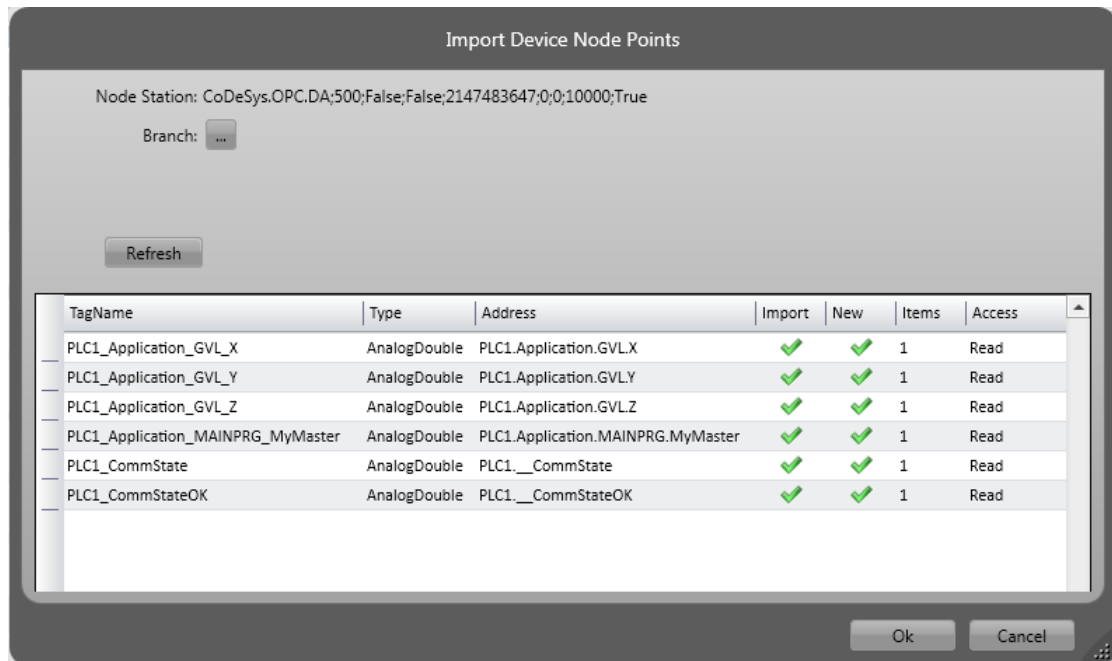 Import Device Node Points
Node Station: CoDeSys.OPC.DA;500;False;False;2147483647;0;0;10000;True
Branch: ...
Refresh
TagName Type Address Import New Items Access
PLC1_Application_GVL_X AnalogDouble PLC1.Application.GVL.X 1 Read
PLC1_Application_GVL_Y AnalogDouble PLC1.Application.GVL.Y 1 Read
PLC1_Application_GVL_Z AnalogDouble PLC1.Application.GVL.Z 1 Read
PLC1_Application_MAINPRG_MyMaster AnalogDouble PLC1.Application.MAINPRG.MyMaster 1 Read
PLC1_CommState AnalogDouble PLC1.__CommState 1 Read
PLC1_CommStateOK AnalogDouble PLC1.__CommStateOK 1 Read
Ok Cancel